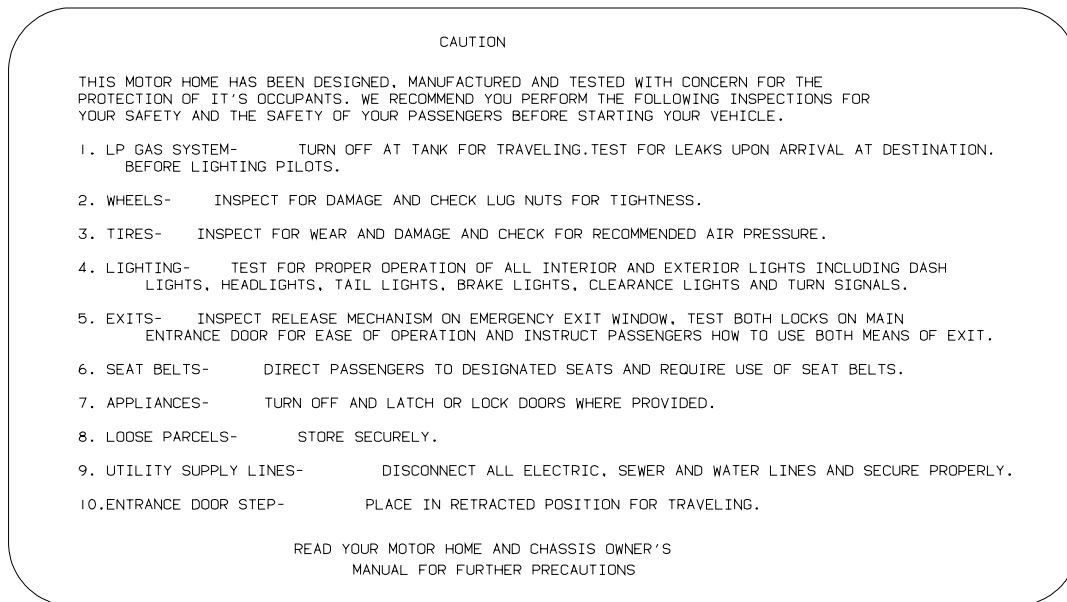 CAUTION
THIS MOTOR HOME HAS BEEN DESIGNED, MANUFACTURED AND TESTED WITH CONCERN FOR THE
PROTECTION OF IT'S OCCUPANTS. WE RECOMMEND YOU PERFORM THE FOLLOWING INSPECTIONS FOR
YOUR SAFETY AND THE SAFETY OF YOUR PASSENGERS BEFORE STARTING YOUR VEHICLE.
1. LP GAS SYSTEM- TURN OFF AT TANK FOR TRAVELING.TEST FOR LEAKS UPON ARRIVAL AT DESTINATION.
BEFORE LIGHTING PILOTS.
2. WHEELS- INSPECT FOR DAMAGE AND CHECK LUG NUTS FOR TIGHTNESS.
3. TIRES- INSPECT FOR WEAR AND DAMAGE AND CHECK FOR RECOMMENDED AIR PRESSURE.
4. LIGHTING- TEST FOR PROPER OPERATION OF ALL INTERIOR AND EXTERIOR LIGHTS INCLUDING DASH
LIGHTS, HEADLIGHTS, TAIL LIGHTS, BRAKE LIGHTS, CLEARANCE LIGHTS AND TURN SIGNALS.
5. EXITS- INSPECT RELEASE MECHANISM ON EMERGENCY EXIT WINDOW, TEST BOTH LOCKS ON MAIN
ENTRANCE DOOR FOR EASE OF OPERATION AND INSTRUCT PASSENGERS HOW TO USE BOTH MEANS OF EXIT.
6. SEAT BELTS- DIRECT PASSENGERS TO DESIGNATED SEATS AND REQUIRE USE OF SEAT BELTS.
7. APPLIANCES- TURN OFF AND LATCH OR LOCK DOORS WHERE PROVIDED.
8. LOOSE PARCELS- STORE SECURELY.
9. UTILITY SUPPLY LINES- DISCONNECT ALL ELECTRIC, SEWER AND WATER LINES AND SECURE PROPERLY.
10.ENTRANCE DOOR STEP- PLACE IN RETRACTED POSITION FOR TRAVELING.
READ YOUR MOTOR HOME AND CHASSIS OWNER'S
MANUAL FOR FURTHER PRECAUTIONS